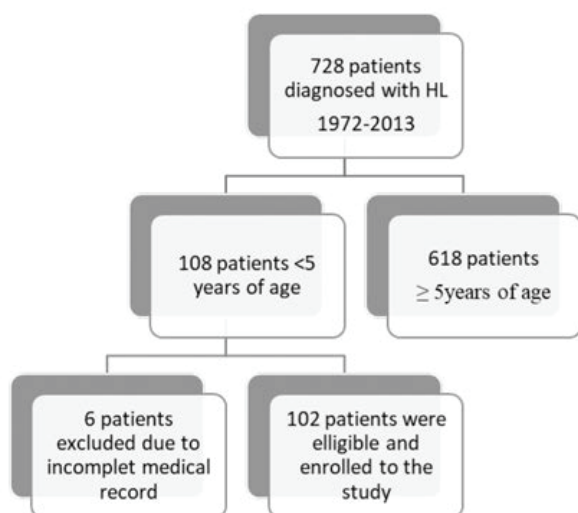 728 patients
diagnosed with HL
1972-2013
108 patients <5
years of age
618 patients
≥ 5years of age
6 patients
excluded due to
incomplet medical
record
102 patients were
elligible and
enrolled to the
study